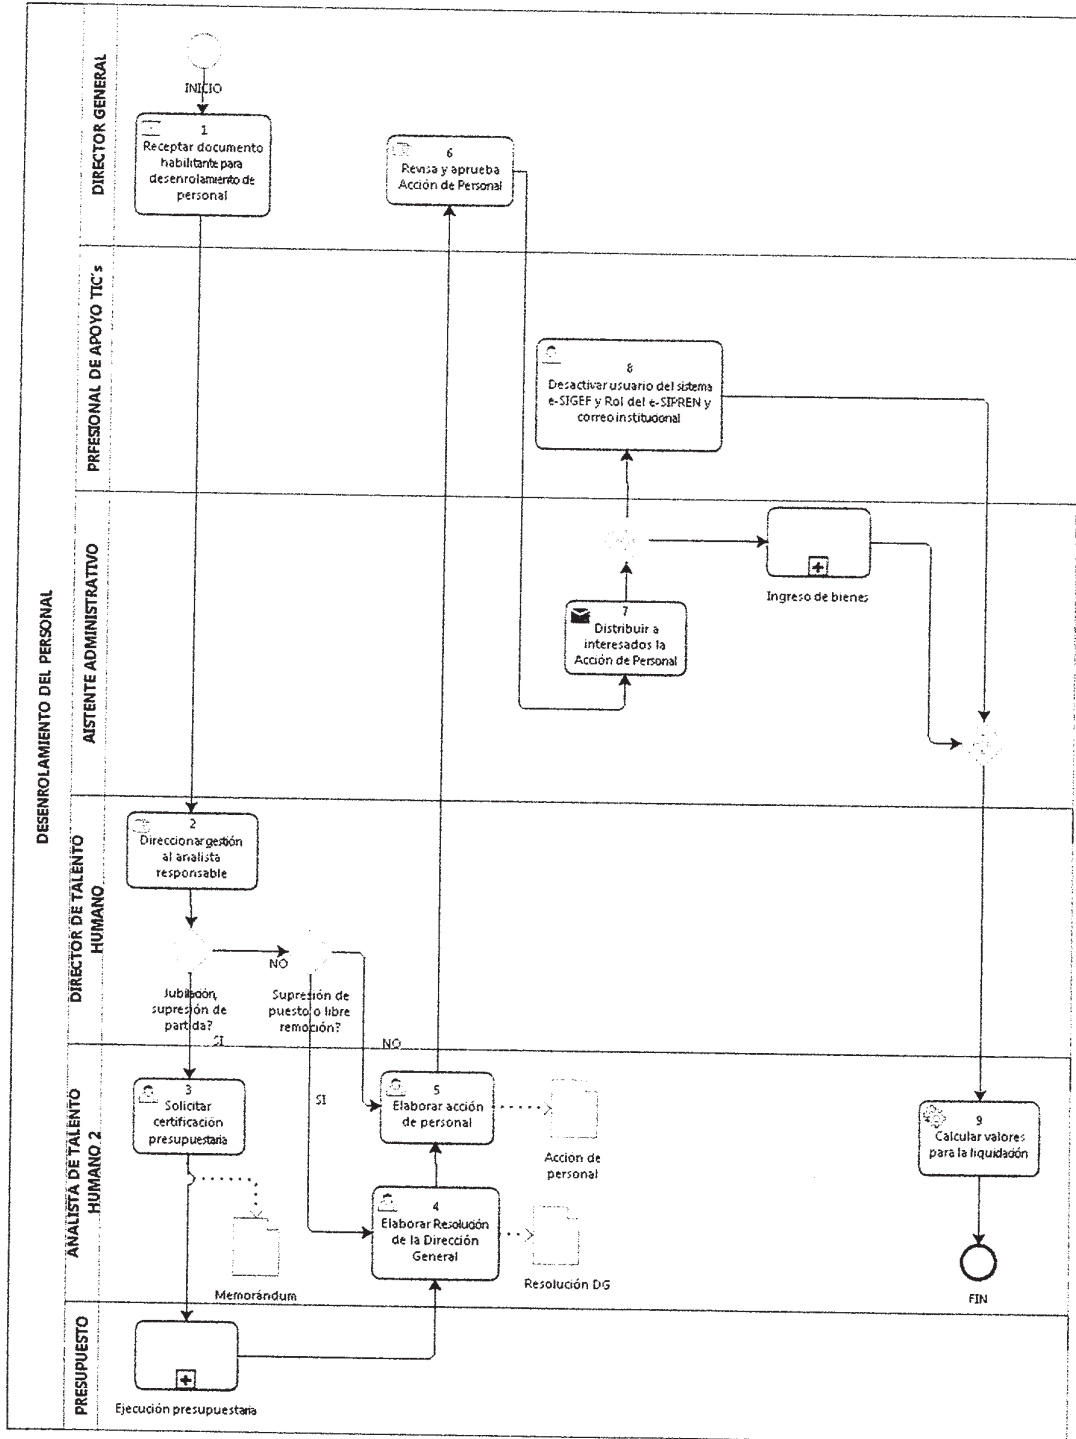 DESENROLAMIENTO DEL PERSONAL
DIRECTOR GENERAL
INICIO
1
Receptar documento
habilitante para
desenrolamiento de
personal
6
Revisa y aprueba
Acción de Personal
PRFESIONAL DE APOYO TIC´s
8
Desactivar usuario del sistema
e-SIGEF y Rol del e-SIPREN y
correo institucional
AISTENTE ADMINISTRATIVO
7
Distribuir a
interesados la
Acción de Personal
Ingreso de bienes
DIRECTOR DE TALENTO
HUMANO
2
Direccionar gestión
al analista
responsable
NO
Jubilación,
supresión de
partida?
SI
Supresión de
puesto o libre
remoción?
NO
SI
ANALISTA DE TALENTO
HUMANO 2
3
Solicitar
certificación
presupuestaria
Memorándum
5
Elaborar acción
de personal
Acción de
personal
4
Elaborar Resolución
de la Dirección
General
Resolución DG
9
Calcular valores
para la liquidación
FIN
PRESUPUESTO
Ejecución presupuestaria